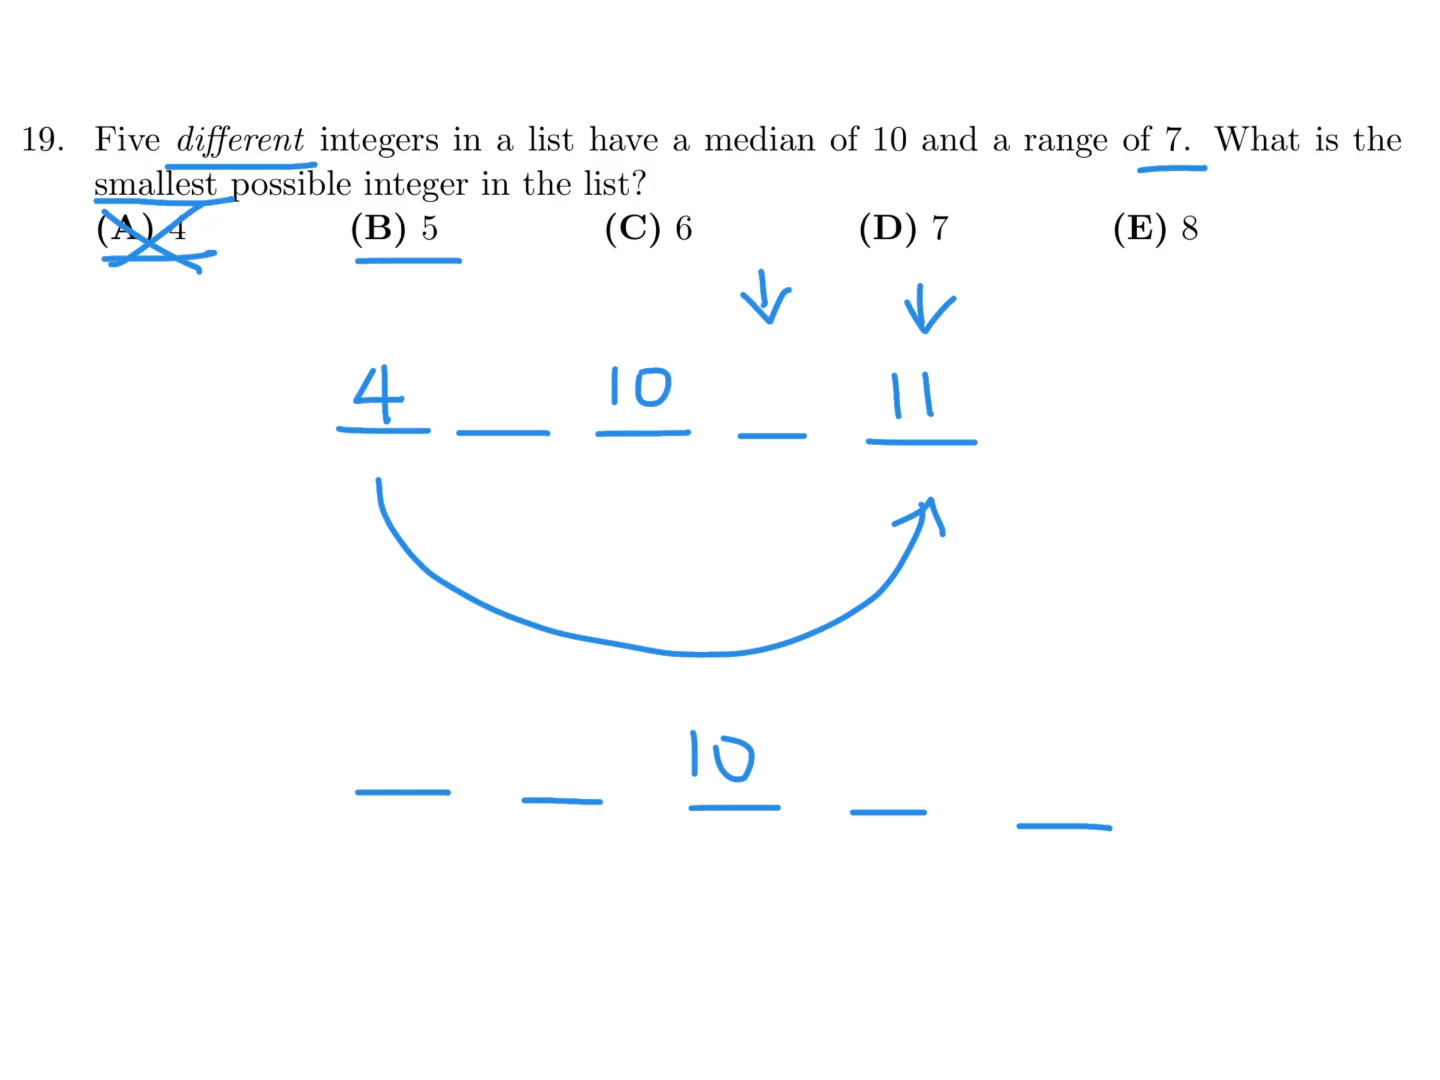 19. Five different integers in a list have a median of 10 and a range of 7. What is the
smallest possible integer in the list?
(A) 4 (B) 5 (C) 6 (D) 7 (E) 8
4 10 11
10